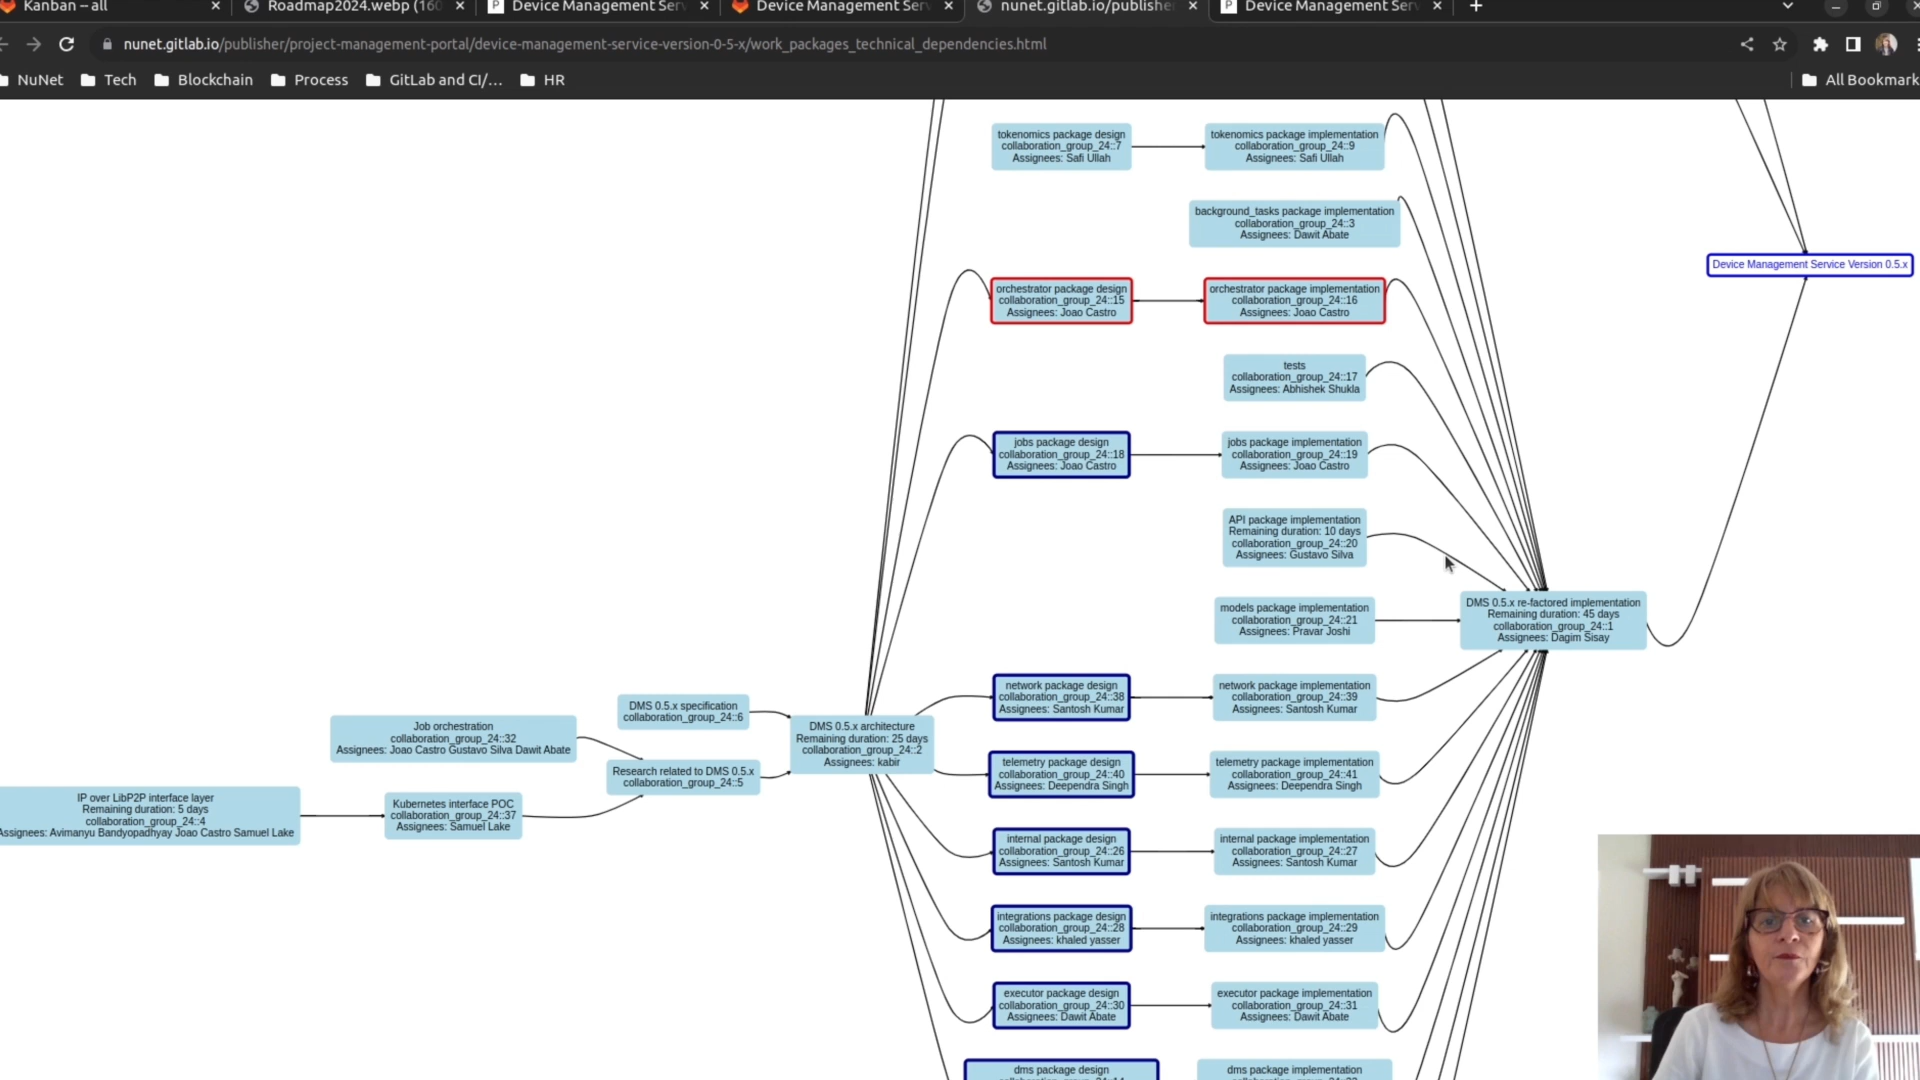 Kanban – all
Roadmap2024.webp (160
Device Management Serv
Device Management Serv
nunet.gitlab.io/publisher
Device Management Serv
nunet.gitlab.io/publisher/project-management-portal/device-management-service-version-0-5-x/work_packages_technical_dependencies.html
NuNet
Tech
Blockchain
Process
GitLab and CI/...
HR
All Bookmark
tokenomics package design
collaboration_group_24::7
Assignees: Safi Ullah
tokenomics package implementation
collaboration_group_24::9
Assignees: Safi Ullah
background_tasks package implementation
collaboration_group_24::3
Assignees: Dawit Abate
Device Management Service Version 0.5.x
orchestrator package design
collaboration_group_24::15
Assignees: Joao Castro
orchestrator package implementation
collaboration_group_24::16
Assignees: Joao Castro
tests
collaboration_group_24::17
Assignees: Abhishek Shukla
jobs package design
collaboration_group_24::18
Assignees: Joao Castro
jobs package implementation
collaboration_group_24::19
Assignees: Joao Castro
API package implementation
Remaining duration: 10 days
collaboration_group_24::20
Assignees: Gustavo Silva
models package implementation
collaboration_group_24::21
Assignees: Pravar Joshi
DMS 0.5.x re-factored implementation
Remaining duration: 45 days
collaboration_group_24::1
Assignees: Dagim Sisay
network package design
collaboration_group_24::38
Assignees: Santosh Kumar
network package implementation
collaboration_group_24::39
Assignees: Santosh Kumar
DMS 0.5.x specification
collaboration_group_24::6
Job orchestration
collaboration_group_24::32
Assignees: Joao Castro Gustavo Silva Dawit Abate
DMS 0.5.x architecture
Remaining duration: 25 days
collaboration_group_24::2
Assignees: kabir
Research related to DMS 0.5.x
collaboration_group_24::5
telemetry package design
collaboration_group_24::40
Assignees: Deependra Singh
telemetry package implementation
collaboration_group_24::41
Assignees: Deependra Singh
IP over LibP2P interface layer
Remaining duration: 5 days
collaboration_group_24::4
Assignees: Avimanyu Bandyopadhyay Joao Castro Samuel Lake
Kubernetes interface POC
collaboration_group_24::37
Assignees: Samuel Lake
internal package design
collaboration_group_24::26
Assignees: Santosh Kumar
internal package implementation
collaboration_group_24::27
Assignees: Santosh Kumar
integrations package design
collaboration_group_24::28
Assignees: khaled yasser
integrations package implementation
collaboration_group_24::29
Assignees: khaled yasser
executor package design
collaboration_group_24::30
Assignees: Dawit Abate
executor package implementation
collaboration_group_24::31
Assignees: Dawit Abate
dms package design
dms package implementation